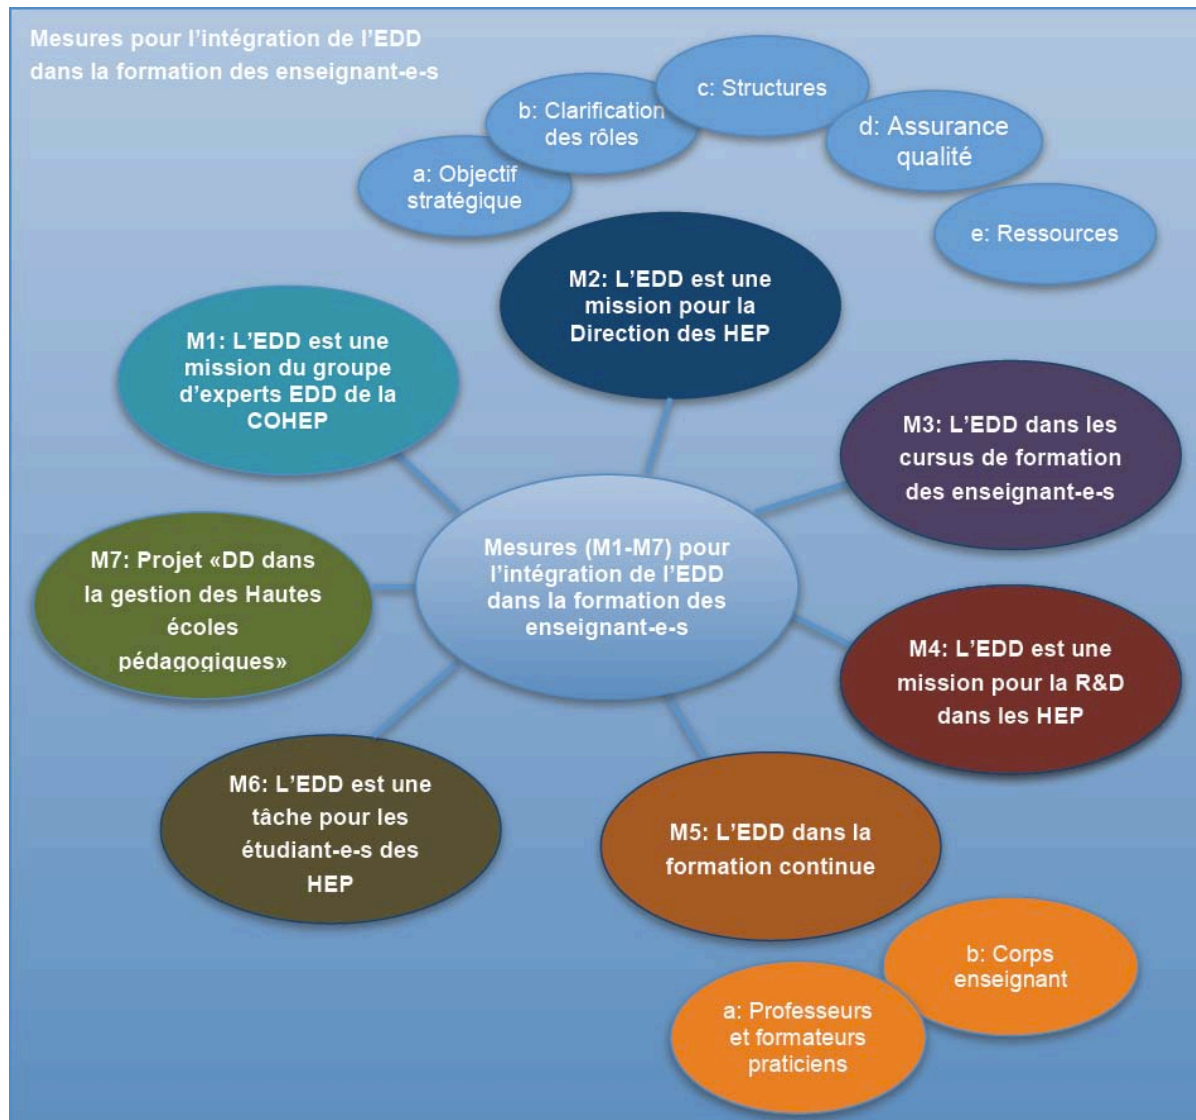 Mesures pour l'intégration de l'EDD
dans la formation des enseignant-e-s
c: Structures
b: Clarification
des rôles
d: Assurance
qualité
a: Objectif
stratégique
e: Ressources
M2: L'EDD est une
mission pour la
Direction des HEP
M1: L'EDD est une
mission du groupe
d'experts EDD de la
COHEP
M3: L'EDD dans les
cursus de formation
des enseignant-e-s
Mesures (M1-M7) pour
l'intégration de l'EDD
dans la formation des
enseignant-e-s
M7: Projet «DD dans
la gestion des Hautes
écoles
pédagogiques»
M4: L'EDD est une
mission pour la R&D
dans les HEP
M6: L'EDD est une
tâche pour les
étudiant-e-s des
HEP
M5: L'EDD dans la
formation continue
b: Corps
enseignant
a: Professeurs
et formateurs
praticiens